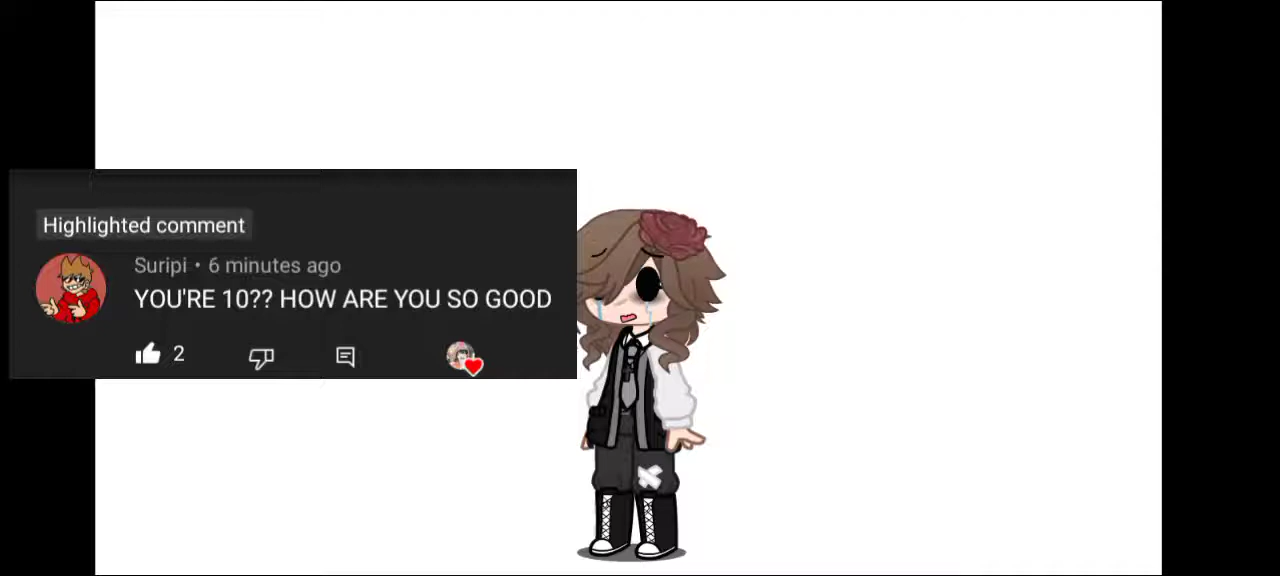 Highlighted comment
Suripi • 6 minutes ago
YOU'RE 10?? HOW ARE YOU SO GOOD
2